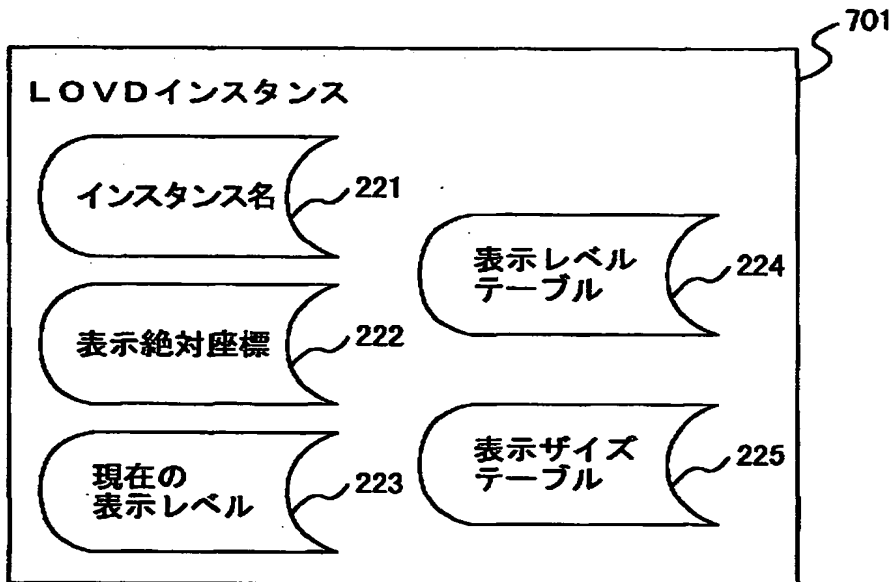 701
LOVDインスタンス
インスタンス名
221
表示絶対座標
222
現在の
表示レベル
223
表示レベル
テーブル
224
表示ザイズ
テーブル
225